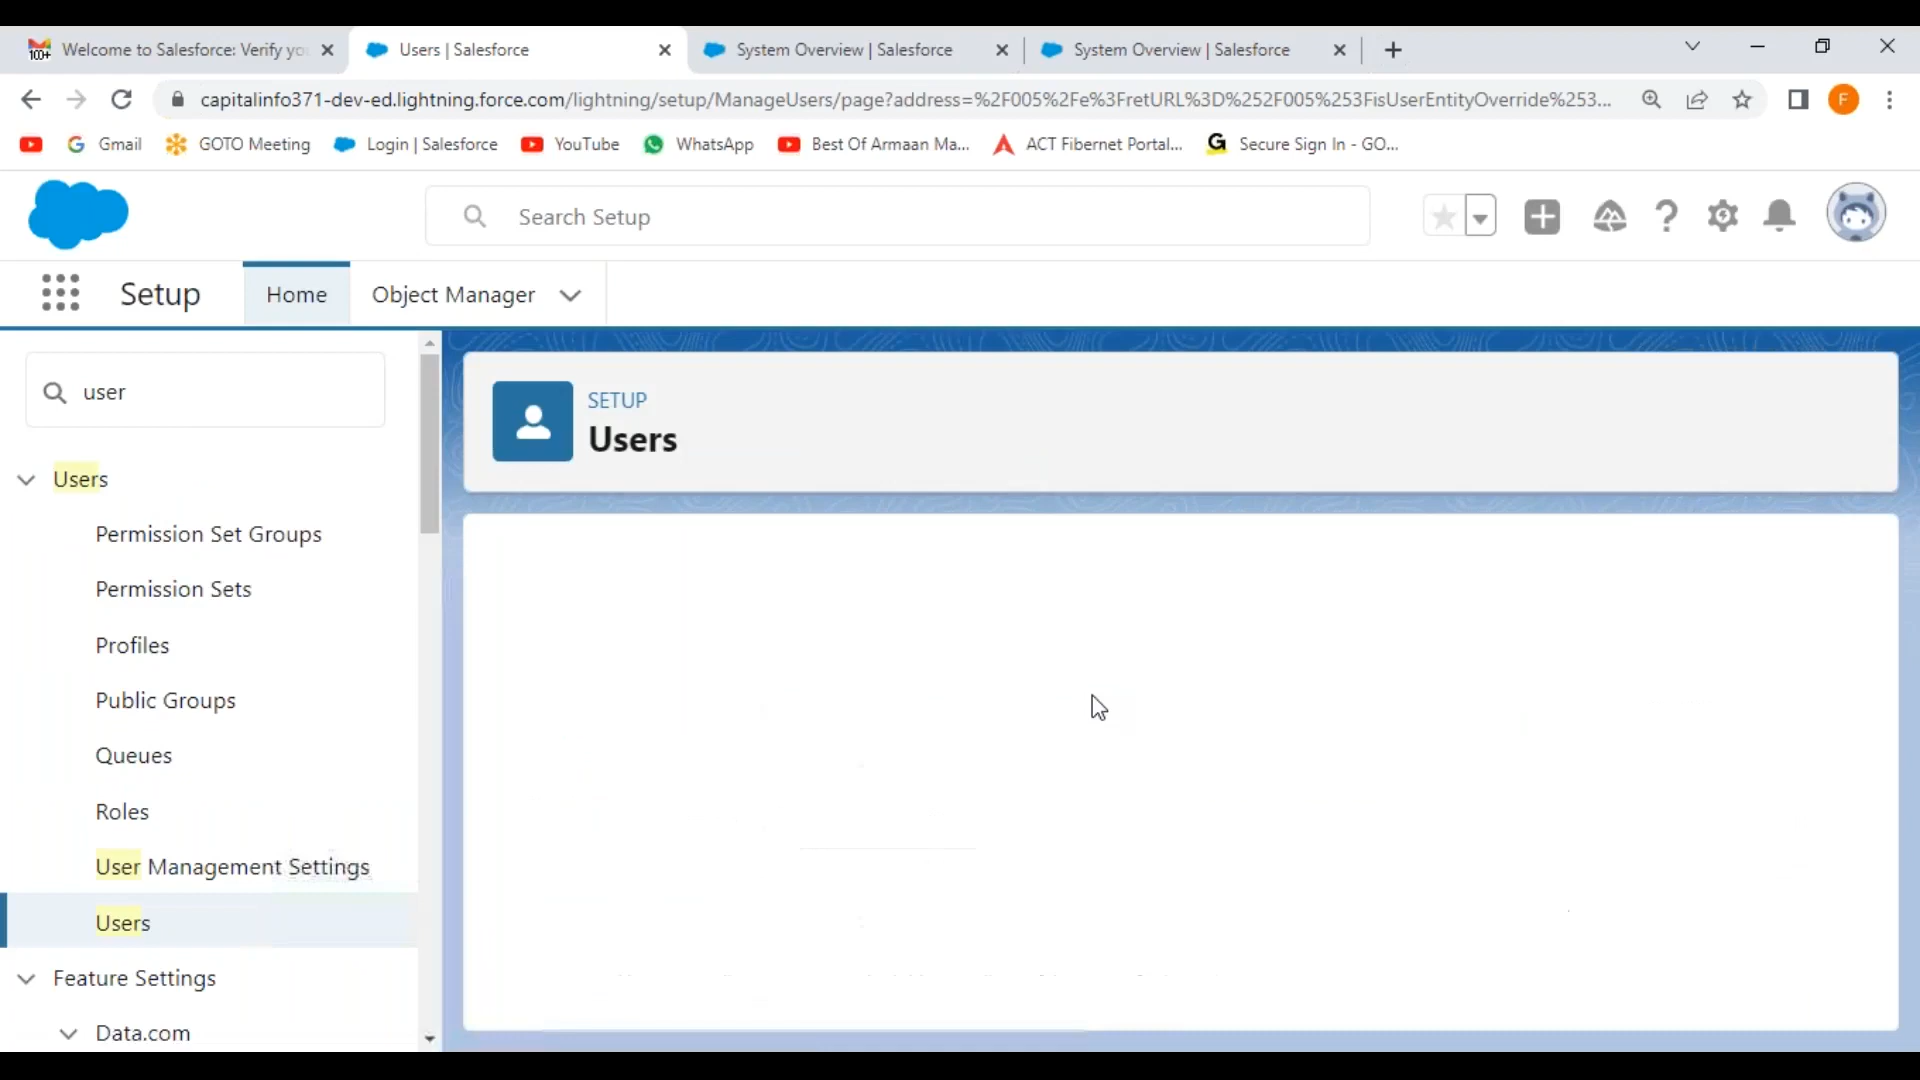 100+ Welcome to Salesforce: Verify yo
Users | Salesforce
System Overview | Salesforce
System Overview | Salesforce
capitalinfo371-dev-ed.lightning.force.com/lightning/setup/ManageUsers/page?address=%2F005%2Fe%3FretURL%3D%252F005%253FisUserEntityOverride%253...
F
Gmail
GOTO Meeting
Login | Salesforce
YouTube
WhatsApp
Best Of Armaan Ma...
ACT Fibernet Portal...
Secure Sign In - GO...
Search Setup
Setup
Home
Object Manager
user
Users
Permission Set Groups
Permission Sets
Profiles
Public Groups
Queues
Roles
User Management Settings
Users
Feature Settings
Data.com
SETUP
Users